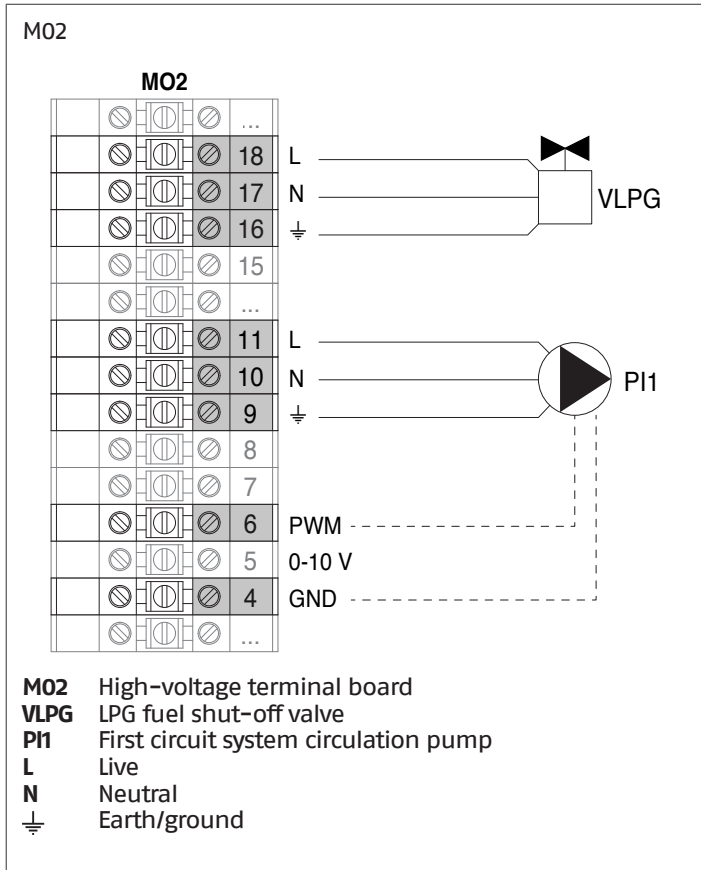 M02
MO2
...
18 L
17 N VLPG
16 ⏚
15
...
11 L
10 N PI1
9 ⏚
8
7
6 PWM
5 0-10 V
4 GND
...
M02 High-voltage terminal board
VLPG LPG fuel shut-off valve
PI1 First circuit system circulation pump
L Live
N Neutral
⏚ Earth/ground